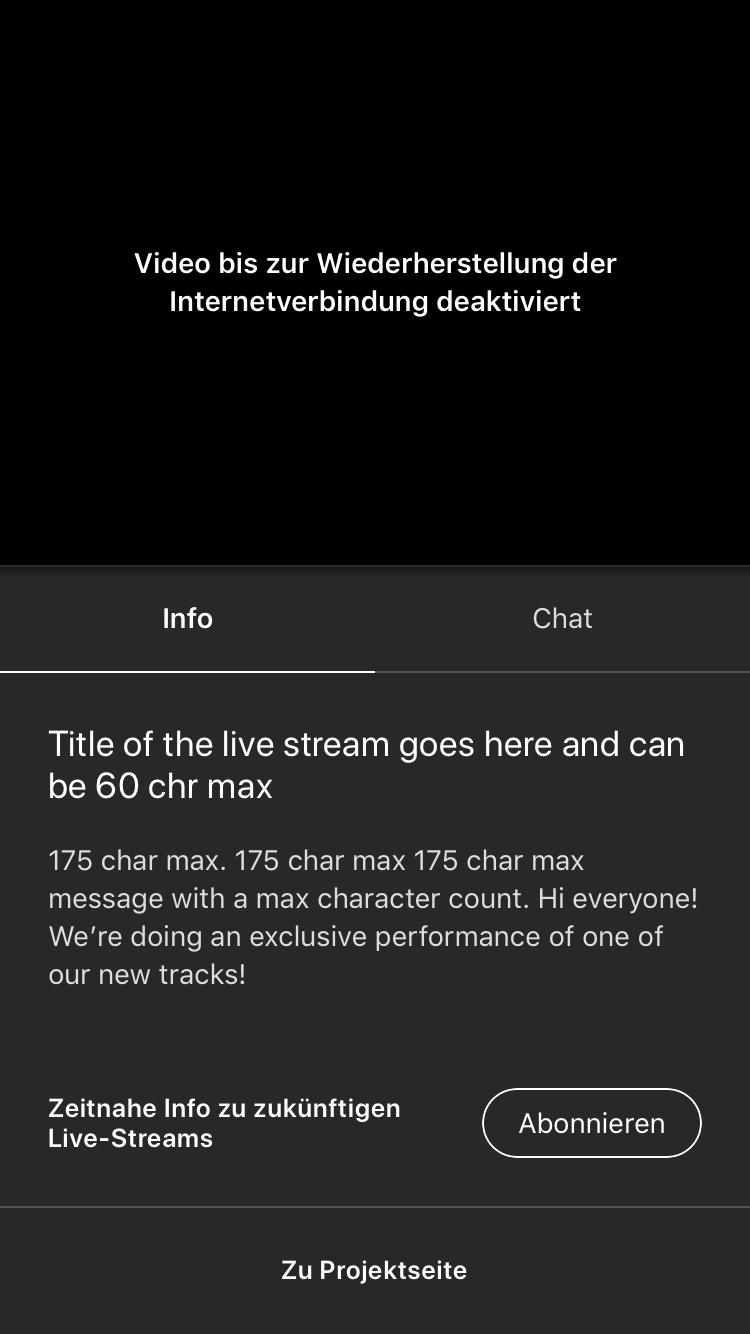 Video bis zur Wiederherstellung der
Internetverbindung deaktiviert
Info
Chat
Title of the live stream goes here and can
be 60 chr max
175 char max. 175 char max 175 char max
message with a max character count. Hi everyone!
We’re doing an exclusive performance of one of
our new tracks!
Zeitnahe Info zu zukünftigen
Live-Streams
Abonnieren
Zu Projektseite